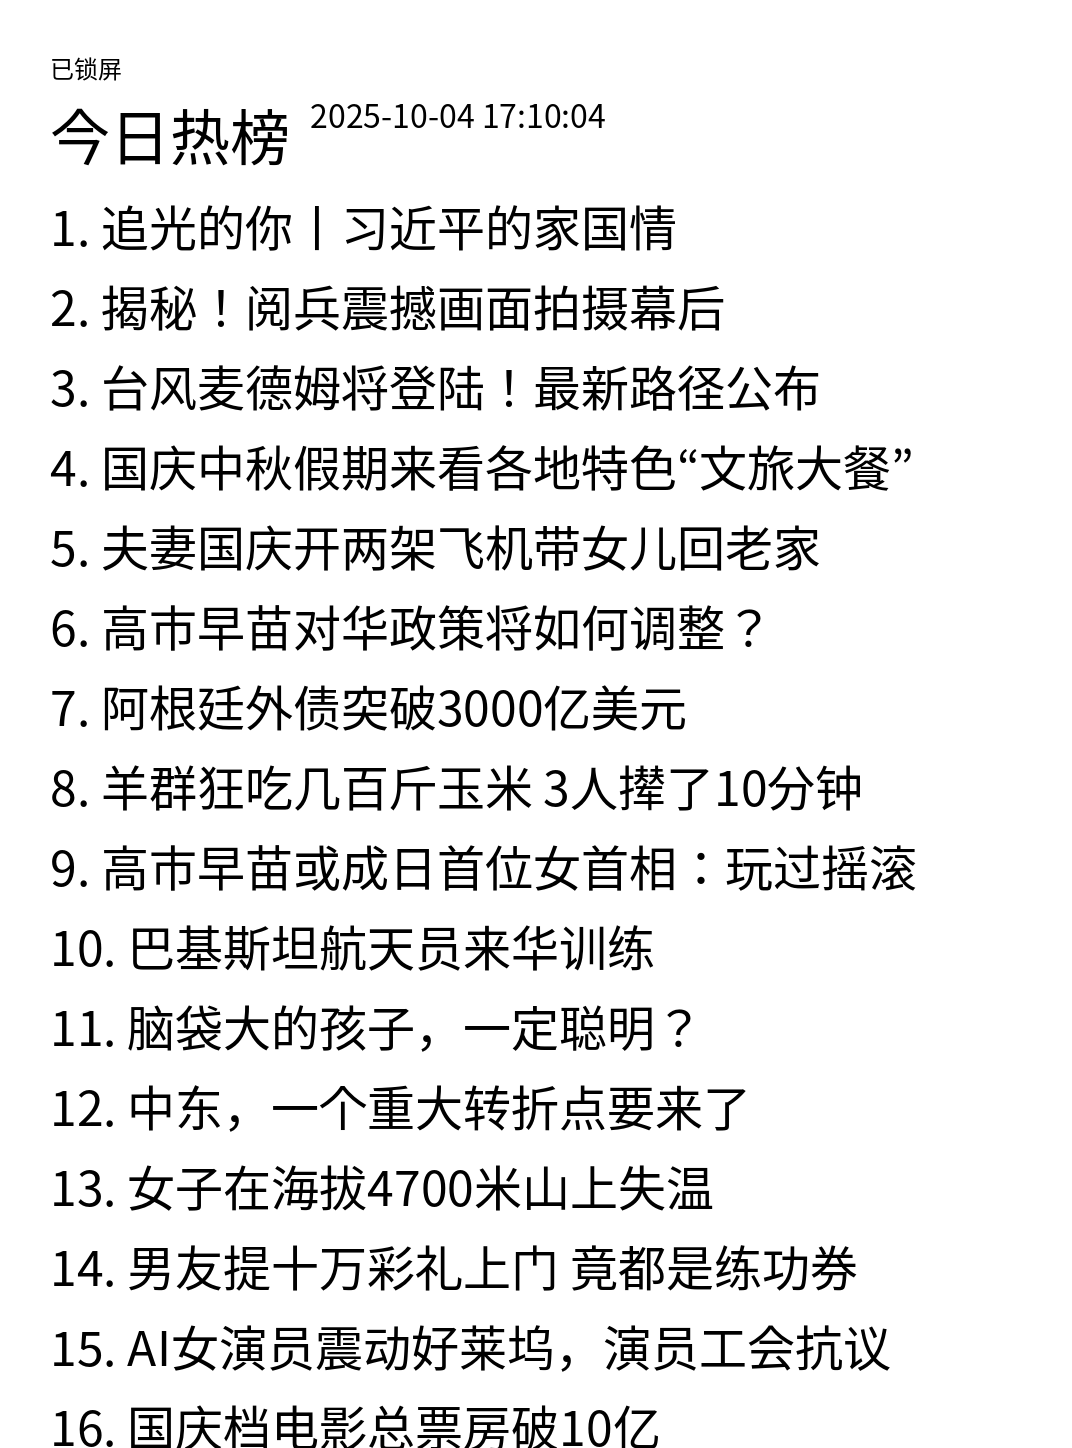 已锁屏
今日热榜 2025-10-04 17:10:04
1. 追光的你丨习近平的家国情
2. 揭秘！阅兵震撼画面拍摄幕后
3. 台风麦德姆将登陆！最新路径公布
4. 国庆中秋假期来看各地特色“文旅大餐”
5. 夫妻国庆开两架飞机带女儿回老家
6. 高市早苗对华政策将如何调整？
7. 阿根廷外债突破3000亿美元
8. 羊群狂吃几百斤玉米 3人撵了10分钟
9. 高市早苗或成日首位女首相：玩过摇滚
10. 巴基斯坦航天员来华训练
11. 脑袋大的孩子，一定聪明？
12. 中东，一个重大转折点要来了
13. 女子在海拔4700米山上失温
14. 男友提十万彩礼上门 竟都是练功券
15. AI女演员震动好莱坞，演员工会抗议
16. 国庆档电影总票房破10亿